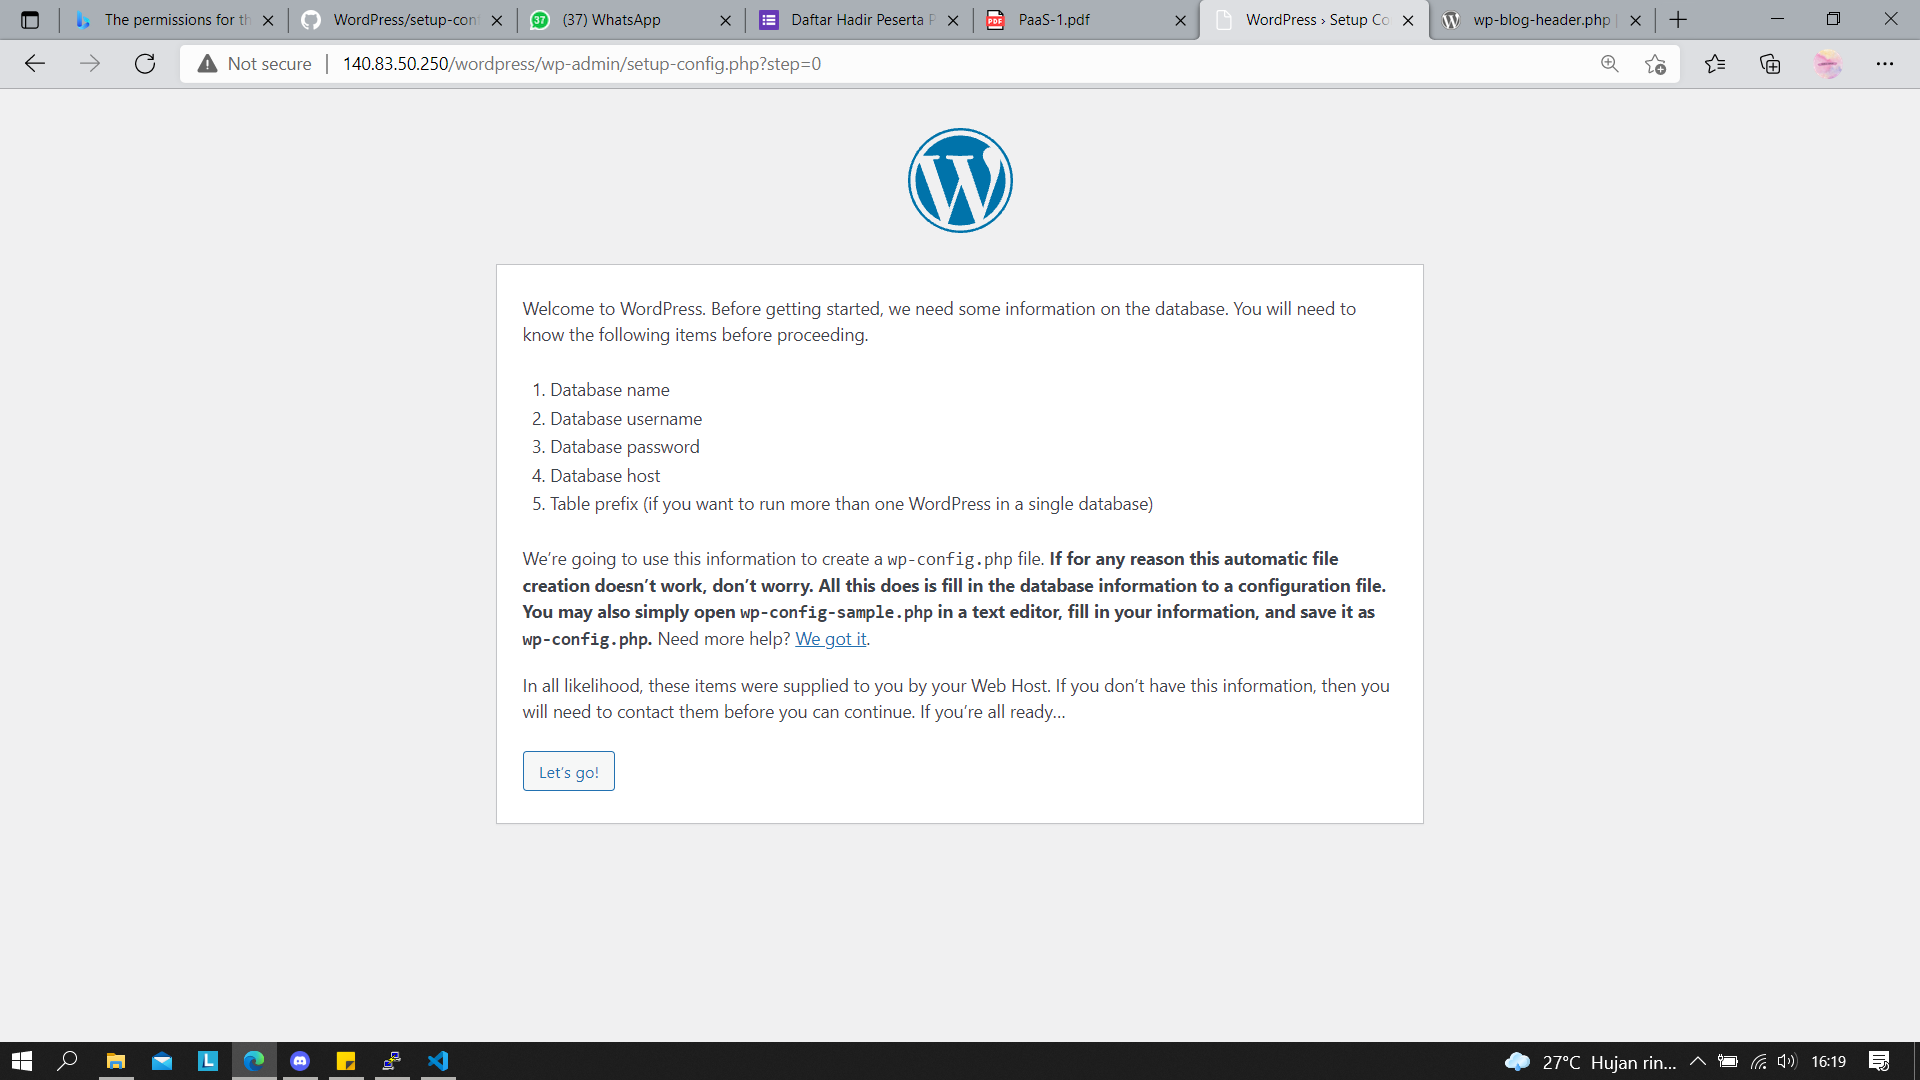 The permissions for th
WordPress/setup-conf
37
(37) WhatsApp
Daftar Hadir Peserta P
PDF
PaaS-1.pdf
WordPress › Setup Co
wp-blog-header.php |
Not secure
140.83.50.250/wordpress/wp-admin/setup-config.php?step=0
Welcome to WordPress. Before getting started, we need some information on the database. You will need to
know the following items before proceeding.
1. Database name
2. Database username
3. Database password
4. Database host
5. Table prefix (if you want to run more than one WordPress in a single database)
We’re going to use this information to create a wp-config.php file. If for any reason this automatic file
creation doesn’t work, don’t worry. All this does is fill in the database information to a configuration file.
You may also simply open wp-config-sample.php in a text editor, fill in your information, and save it as
wp-config.php. Need more help? We got it.
In all likelihood, these items were supplied to you by your Web Host. If you don’t have this information, then you
will need to contact them before you can continue. If you’re all ready…
Let’s go!
L
27°C Hujan rin...
16:19